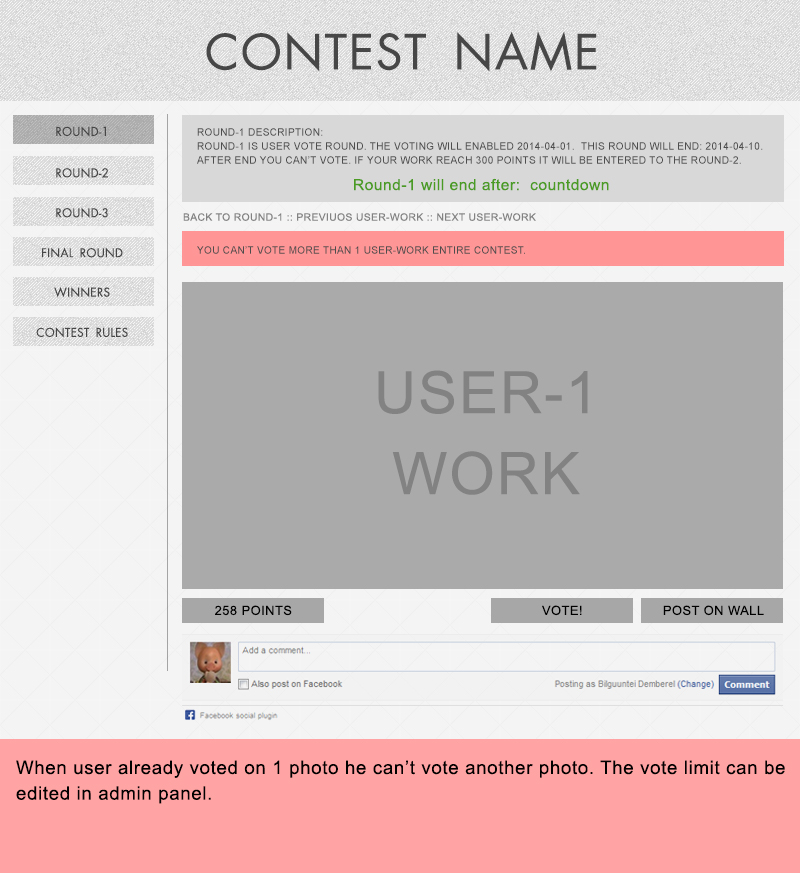 CONTEST NAME
ROUND-1
ROUND-2
ROUND-3
FINAL ROUND
WINNERS
CONTEST RULES
ROUND-1 DESCRIPTION:
ROUND-1 IS USER VOTE ROUND. THE VOTING WILL ENABLED 2014-04-01. THIS ROUND WILL END: 2014-04-10.
AFTER END YOU CAN'T VOTE. IF YOUR WORK REACH 300 POINTS IT WILL BE ENTERED TO THE ROUND-2.
Round-1 will end after: countdown
BACK TO ROUND-1 :: PREVIUOS USER-WORK :: NEXT USER-WORK
YOU CAN'T VOTE MORE THAN 1 USER-WORK ENTIRE CONTEST.
USER-1
WORK
258 POINTS
VOTE!
POST ON WALL
Add a comment...
Also post on Facebook
Posting as Bilguuntei Demberel (Change)
Comment
Facebook social plugin
When user already voted on 1 photo he can't vote another photo. The vote limit can be
edited in admin panel.